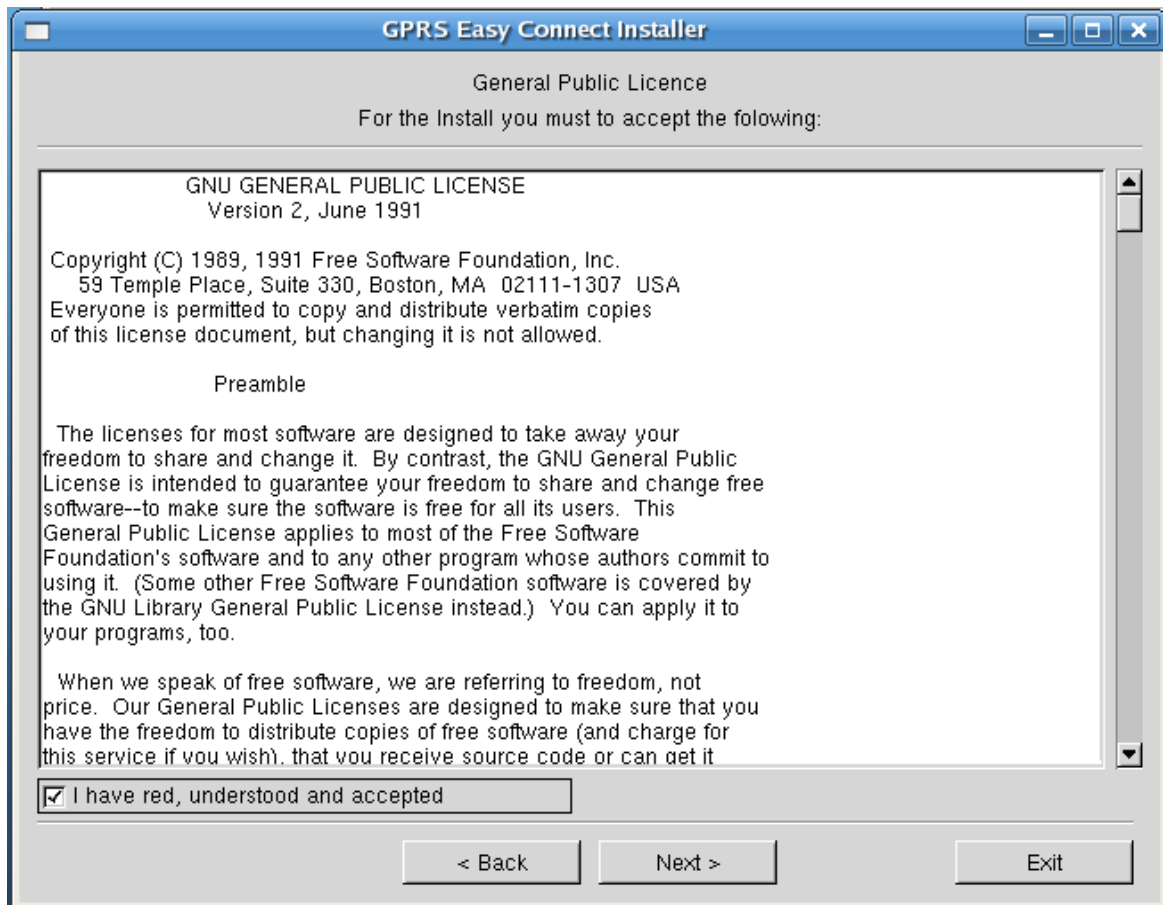 GPRS Easy Connect Installer
General Public Licence
For the Install you must to accept the folowing:
GNU GENERAL PUBLIC LICENSE
Version 2, June 1991
Copyright (C) 1989, 1991 Free Software Foundation, Inc.
59 Temple Place, Suite 330, Boston, MA  02111-1307  USA
Everyone is permitted to copy and distribute verbatim copies
of this license document, but changing it is not allowed.
Preamble
The licenses for most software are designed to take away your
freedom to share and change it.  By contrast, the GNU General Public
License is intended to guarantee your freedom to share and change free
software--to make sure the software is free for all its users.  This
General Public License applies to most of the Free Software
Foundation's software and to any other program whose authors commit to
using it.  (Some other Free Software Foundation software is covered by
the GNU Library General Public License instead.)  You can apply it to
your programs, too.
When we speak of free software, we are referring to freedom, not
price.  Our General Public Licenses are designed to make sure that you
have the freedom to distribute copies of free software (and charge for
this service if you wish), that you receive source code or can get it
I have red, understood and accepted
< Back
Next >
Exit